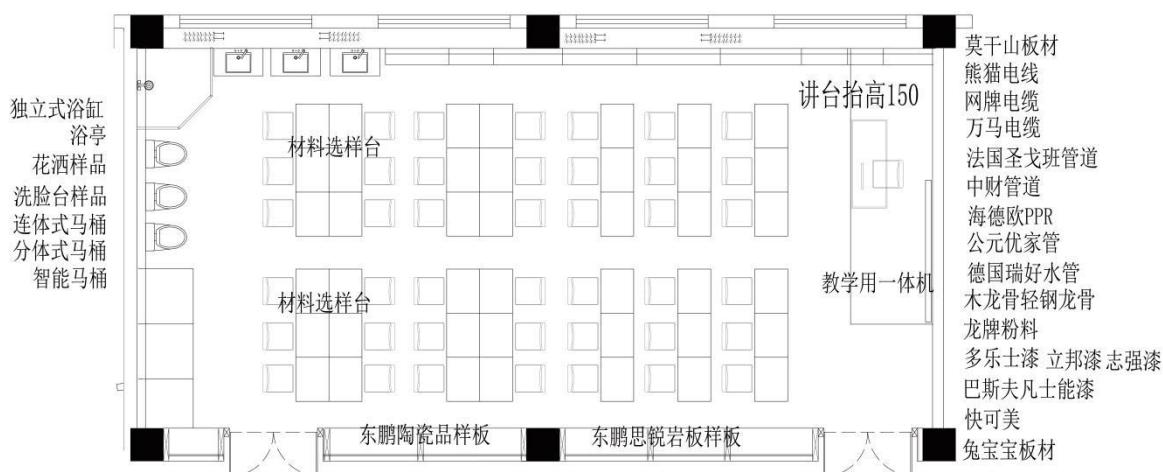 独立式浴缸
浴亭
花洒样品
洗脸台样品
连体式马桶
分体式马桶
智能马桶
材料选样台
材料选样台
讲台抬高150
教学用一体机
东鹏陶瓷品样板
东鹏思锐岩板样板
莫干山板材
熊猫电线
网牌电缆
万马电缆
法国圣戈班管道
中财管道
海德欧PPR
公元优家管
德国瑞好水管
木龙骨轻钢龙骨
龙牌粉料
多乐士漆 立邦漆 志强漆
巴斯夫凡士能漆
快可美
兔宝宝板材